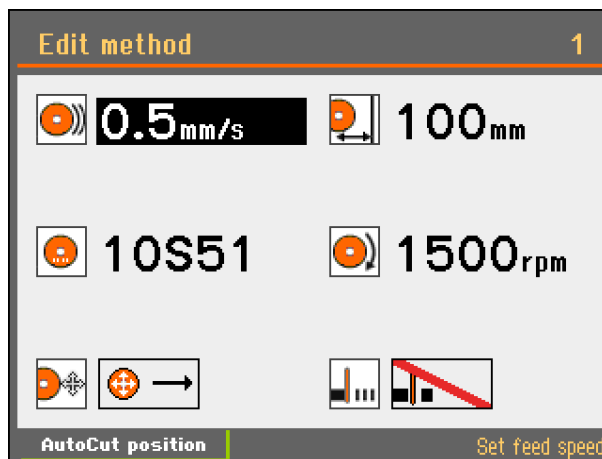 Edit method 1
0.5mm/s 100mm
10S51 1500rpm
AutoCut position Set feed speed